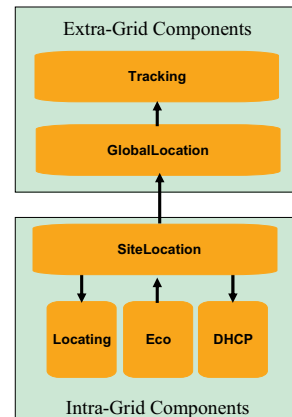 Extra-Grid Components
Tracking
GlobalLocation
SiteLocation
Locating Eco DHCP
Intra-Grid Components